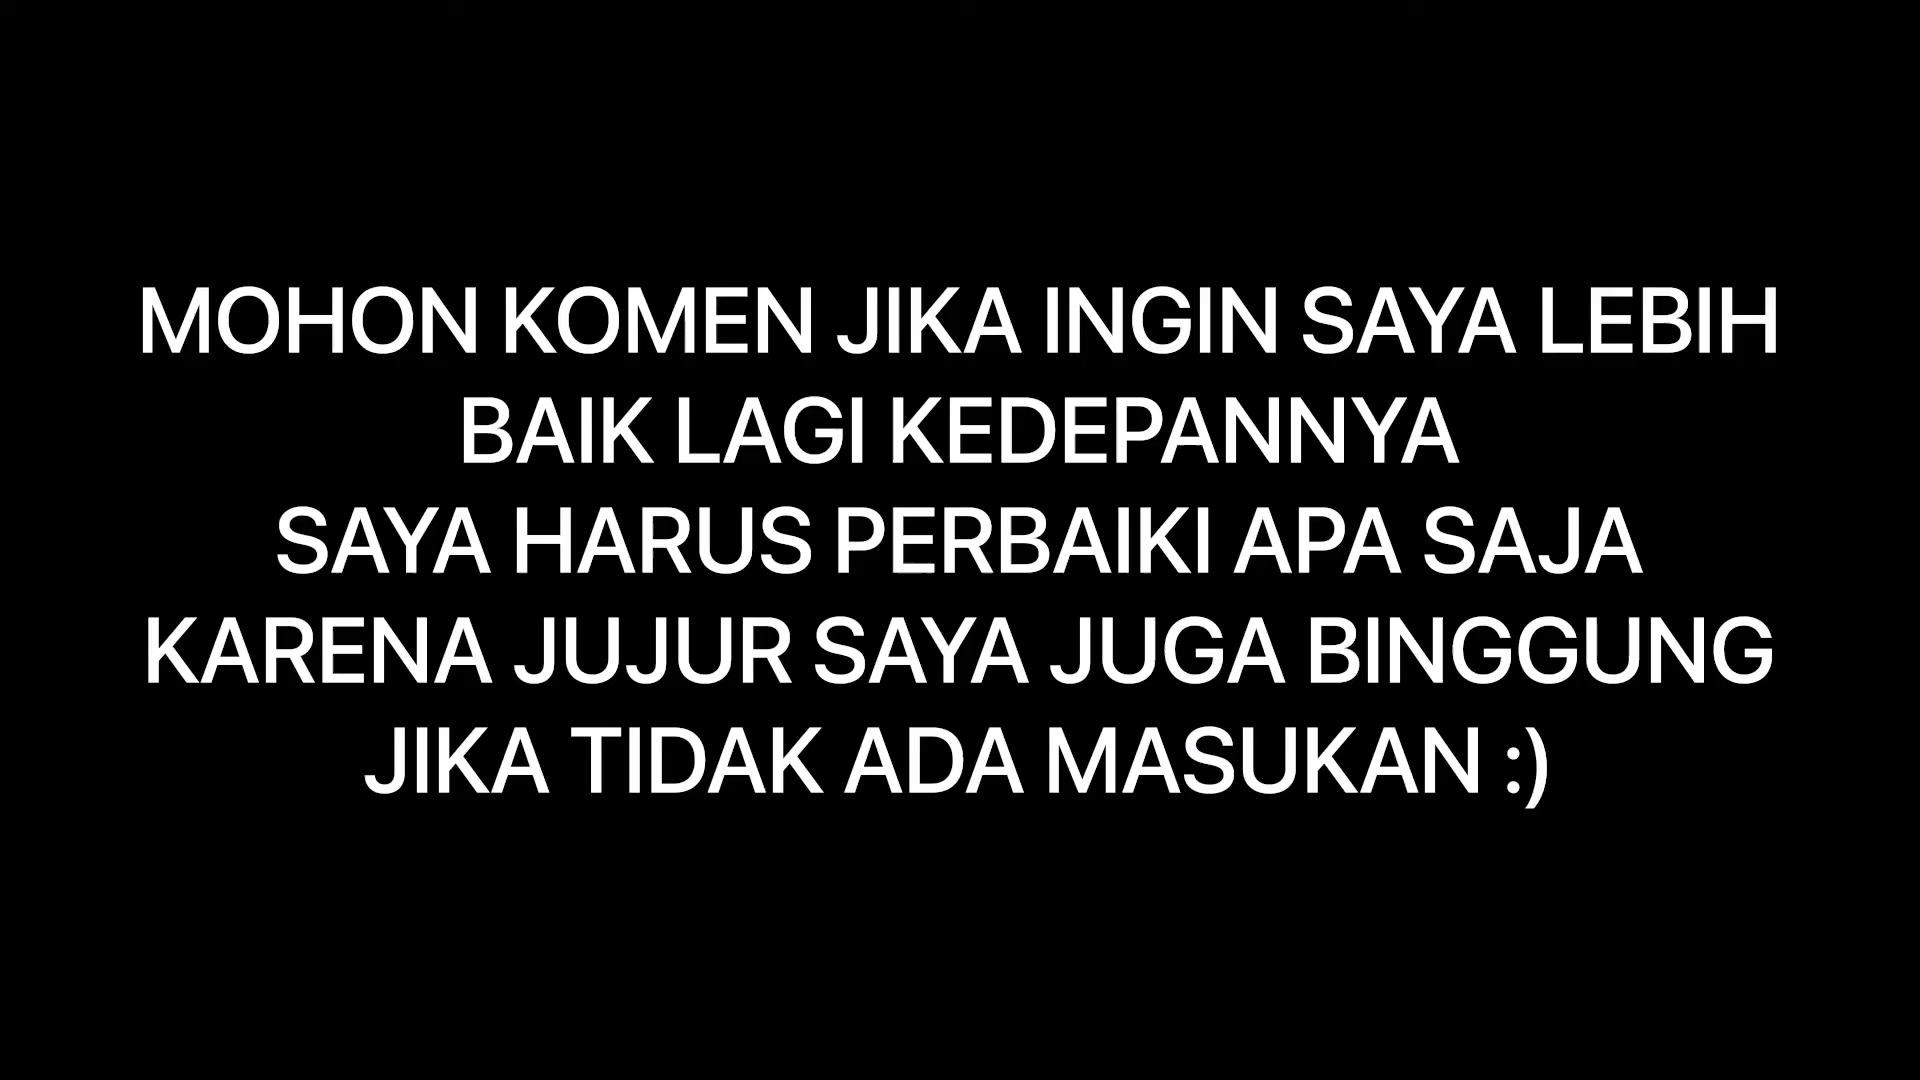 MOHON KOMEN JIKA INGIN SAYA LEBIH
BAIK LAGI KEDEPANNYA
SAYA HARUS PERBAIKI APA SAJA
KARENA JUJUR SAYA JUGA BINGGUNG
JIKA TIDAK ADA MASUKAN :)